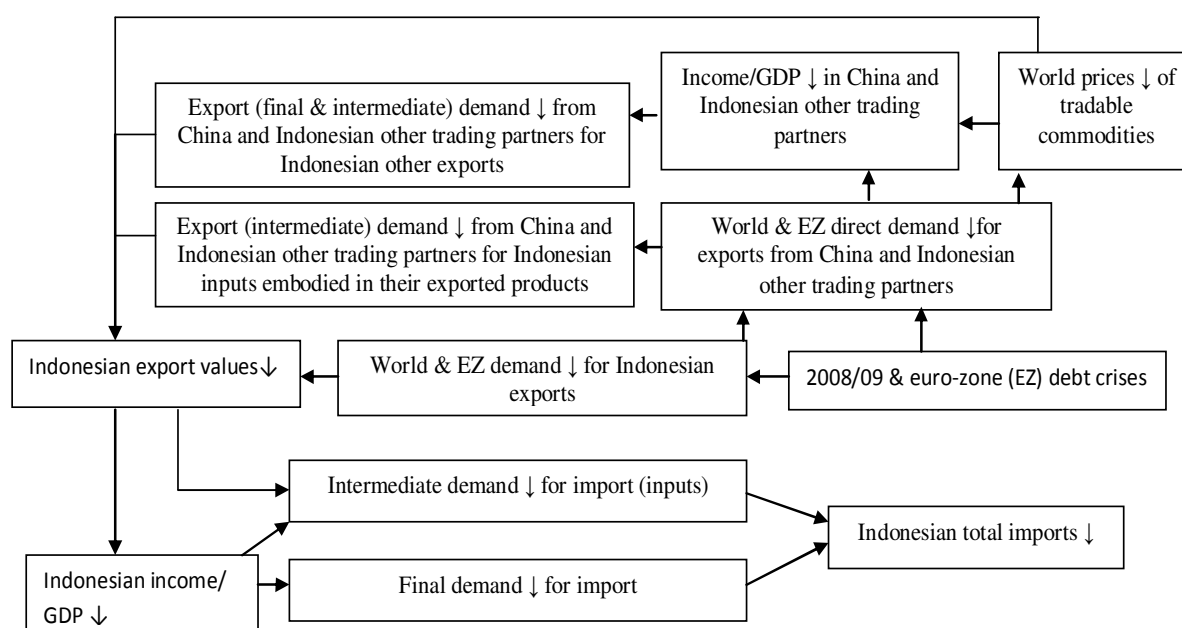 Income/GDP ↓ in China and
Indonesian other trading
partners
World prices ↓ of
tradable
commodities
Export (final & intermediate) demand ↓ from
China and Indonesian other trading partners for
Indonesian other exports
Export (intermediate) demand ↓ from China and
Indonesian other trading partners for Indonesian
inputs embodied in their exported products
World & EZ direct demand ↓for
exports from China and Indonesian
other trading partners
Indonesian export values↓
World & EZ demand ↓ for Indonesian
exports
2008/09 & euro-zone (EZ) debt crises
Intermediate demand ↓ for import (inputs)
Indonesian total imports ↓
Indonesian income/
GDP ↓
Final demand ↓ for import